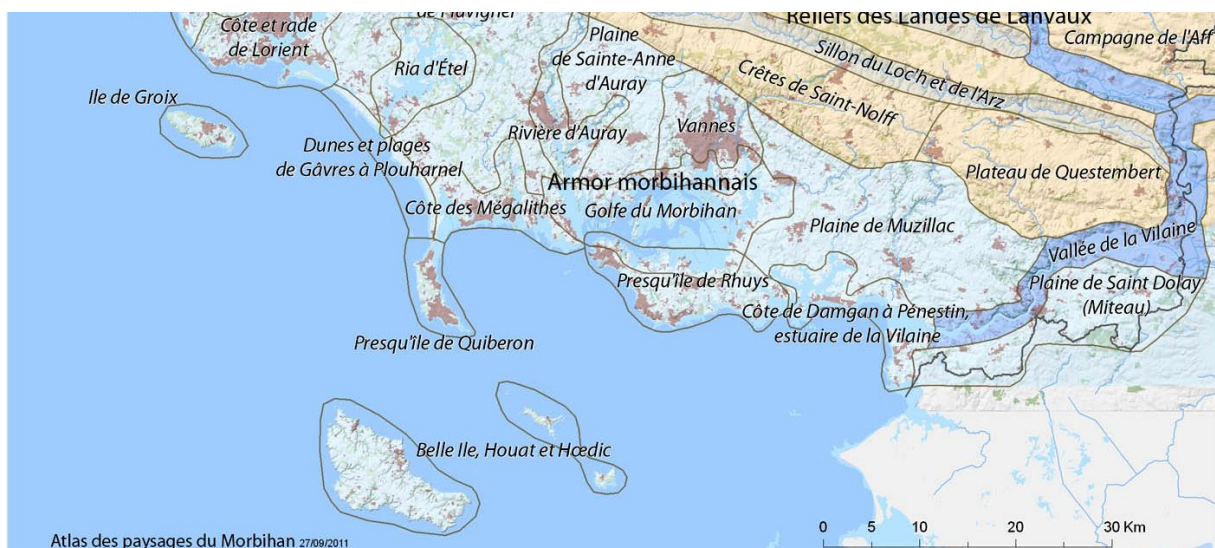 de Pluvigner
Reliefs des Landes de Lanvaux
Côte et rade
de Lorient
Plaine
de Sainte-Anne
d'Auray
Campagne de l'Aff
Sillon du Loc'h et de l'Arz
Ria d'Étel
Crêtes de Saint-Nolff
Ile de Groix
Rivière d'Auray
Vannes
Dunes et plages
de Gâvres à Plouharnel
Plateau de Questembert
Armor morbihannais
Côte des Mégalithes
Golfe du Morbihan
Plaine de Muzillac
Vallée de la Vilaine
Presqu'île de Rhuys
Plaine de Saint Dolay
(Miteau)
Côte de Damgan à Pénestin,
estuaire de la Vilaine
Presqu'île de Quiberon
Belle Ile, Houat et Hœdic
0 5 10 20 30 Km
Atlas des paysages du Morbihan 27/09/2011